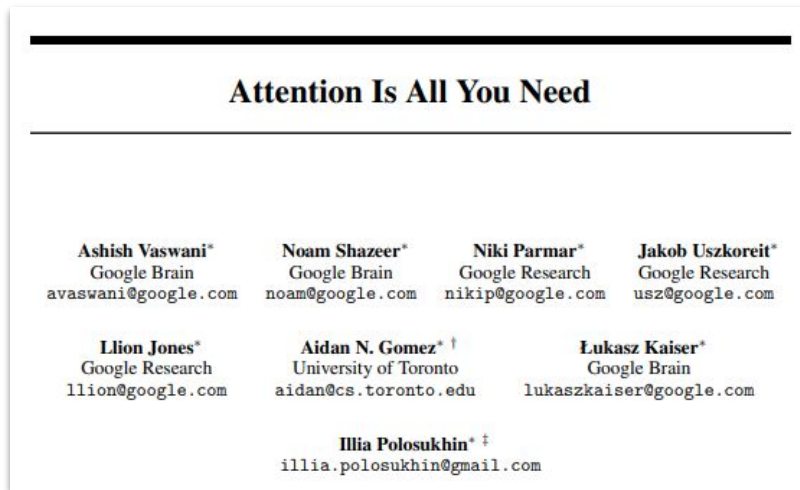 Attention Is All You Need
Ashish Vaswani* Noam Shazeer* Niki Parmar* Jakob Uszkoreit*
Google Brain Google Brain Google Research Google Research
avaswani@google.com noam@google.com nikip@google.com usz@google.com
Llion Jones* Aidan N. Gomez* † Łukasz Kaiser*
Google Research University of Toronto Google Brain
llion@google.com aidan@cs.toronto.edu lukaszkaiser@google.com
Illia Polosukhin* ‡
illia.polosukhin@gmail.com